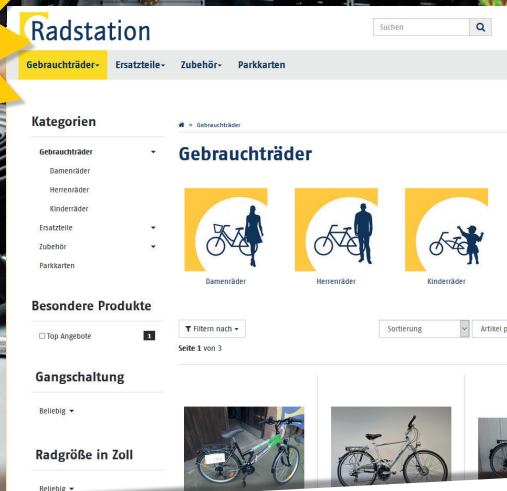 Radstation
Suchen
Gebrauchträder
Ersatzteile
Zubehör
Parkkarten
Kategorien
» Gebrauchträder
Gebrauchträder
Gebrauchträder
Damenräder
Herrenräder
Kinderräder
Ersatzteile
Zubehör
Parkkarten
Damenräder
Herrenräder
Kinderräder
Besondere Produkte
Top Angebote 1
Filtern nach
Sortierung
Artikel p
Seite 1 von 3
Gangschaltung
Beliebig
Radgröße in Zoll
Beliebig